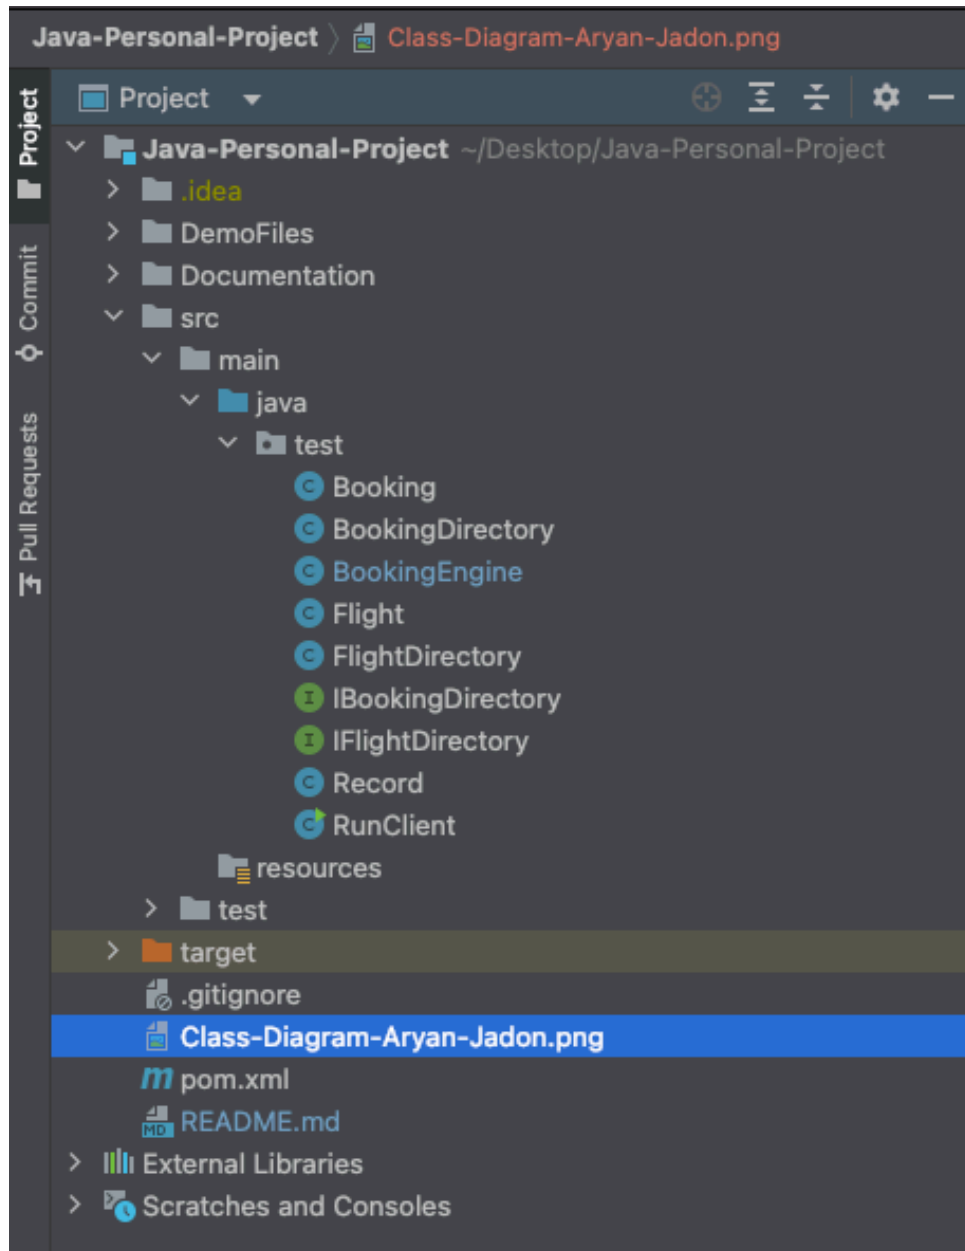 Java-Personal-Project Class-Diagram-Aryan-Jadon.png
Project
Commit
Pull Requests
Project
Java-Personal-Project ~/Desktop/Java-Personal-Project
.idea
DemoFiles
Documentation
src
main
java
test
C Booking
C BookingDirectory
C BookingEngine
C Flight
C FlightDirectory
I IBookingDirectory
I IFlightDirectory
C Record
C RunClient
resources
test
target
.gitignore
Class-Diagram-Aryan-Jadon.png
m pom.xml
MD README.md
External Libraries
Scratches and Consoles